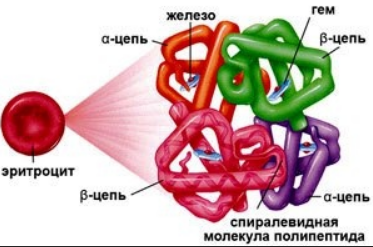 железо
гем
α-цепь
β-цепь
эритроцит
β-цепь
α-цепь
спиралевидная
молекула полипептида